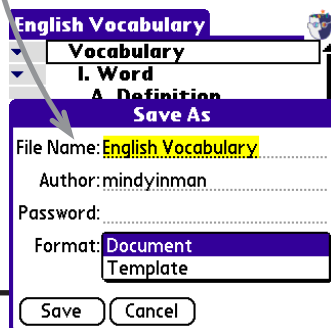 English Vocabulary
Vocabulary
I. Word
A. Definition
Save As
File Name: English Vocabulary
Author: mindyinman
Password:
Format: Document
Template
Save Cancel